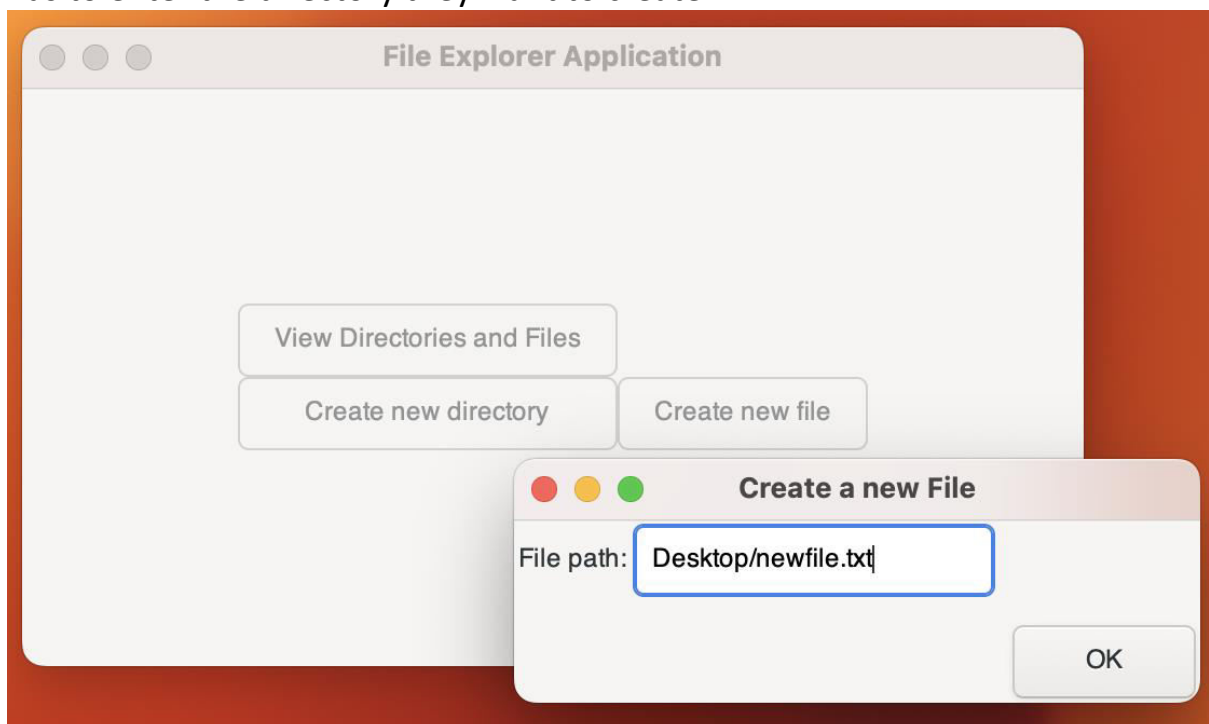 File Explorer Application
View Directories and Files
Create new directory
Create new file
Create a new File
File path: Desktop/newfile.txt
OK